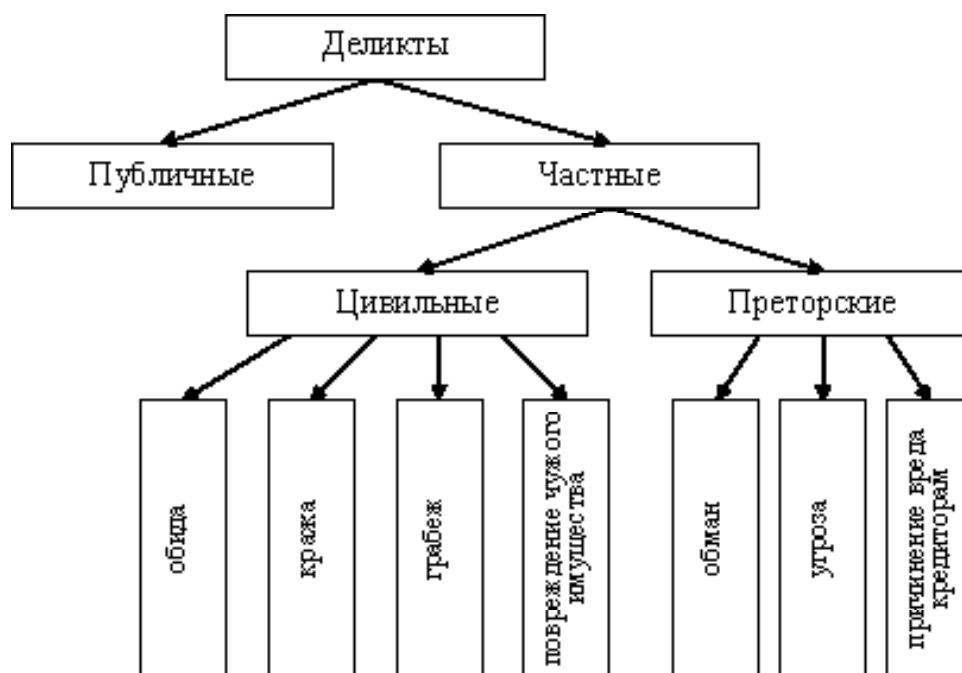 Деликты
Публичные
Частные
Цивильные
Преторские
обида
кража
грабеж
повреждение чужого
имущества
обман
угроза
причинение вреда
кредиторам